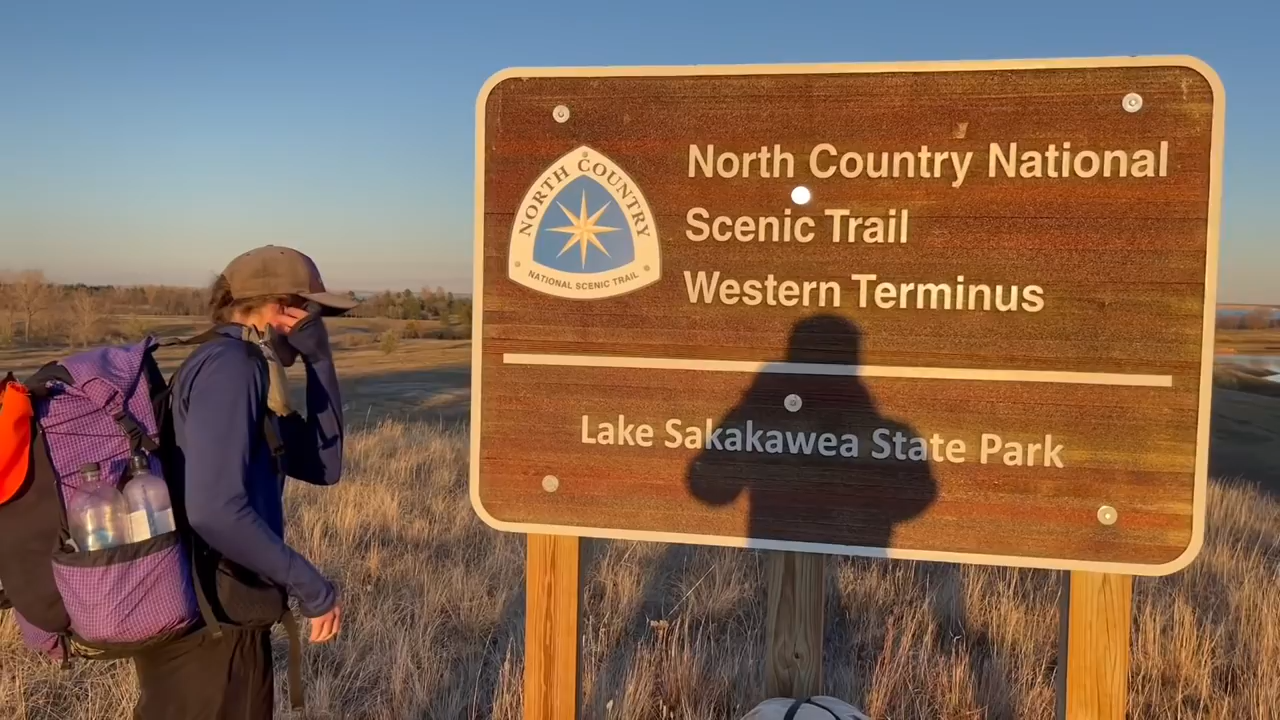 NORTH COUNTRY
NATIONAL SCENIC TRAIL
North Country National
Scenic Trail
Western Terminus
Lake Sakakawea State Park